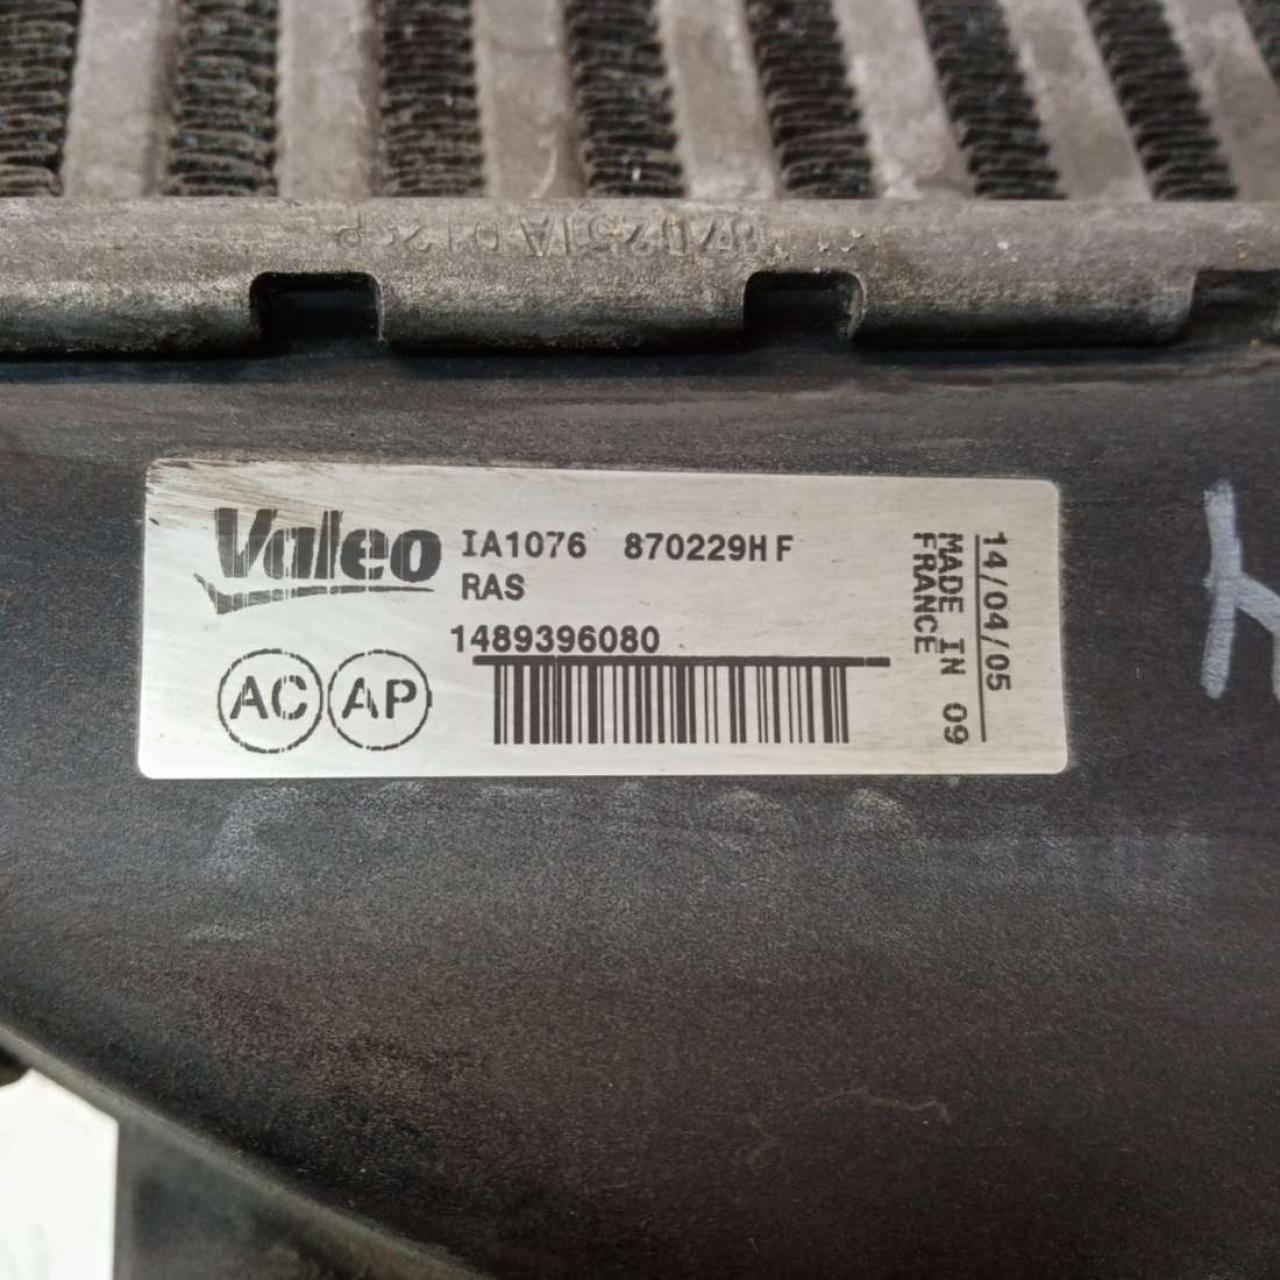 Valeo
IA1076 870229HF
RAS
1489396080
AC AP
14/04/05
MADE IN 09
FRANCE